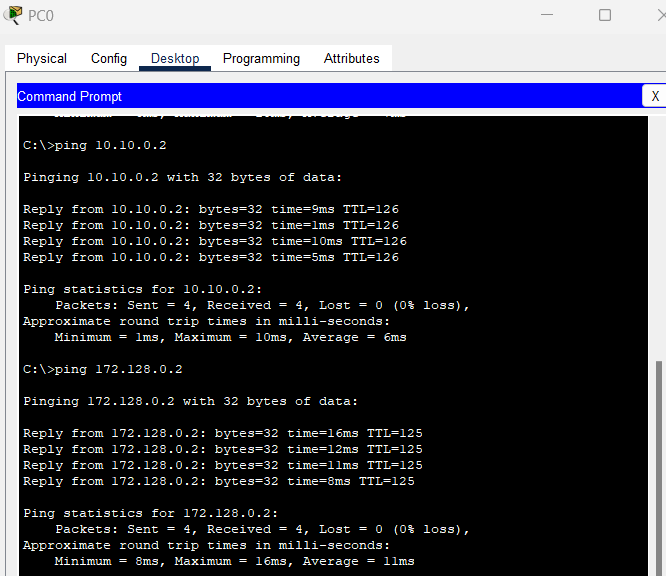 PC0
Physical Config Desktop Programming Attributes
Command Prompt X
C:\>ping 10.10.0.2
Pinging 10.10.0.2 with 32 bytes of data:
Reply from 10.10.0.2: bytes=32 time=9ms TTL=126
Reply from 10.10.0.2: bytes=32 time=1ms TTL=126
Reply from 10.10.0.2: bytes=32 time=10ms TTL=126
Reply from 10.10.0.2: bytes=32 time=5ms TTL=126
Ping statistics for 10.10.0.2:
Packets: Sent = 4, Received = 4, Lost = 0 (0% loss),
Approximate round trip times in milli-seconds:
Minimum = 1ms, Maximum = 10ms, Average = 6ms
C:\>ping 172.128.0.2
Pinging 172.128.0.2 with 32 bytes of data:
Reply from 172.128.0.2: bytes=32 time=16ms TTL=125
Reply from 172.128.0.2: bytes=32 time=12ms TTL=125
Reply from 172.128.0.2: bytes=32 time=11ms TTL=125
Reply from 172.128.0.2: bytes=32 time=8ms TTL=125
Ping statistics for 172.128.0.2:
Packets: Sent = 4, Received = 4, Lost = 0 (0% loss),
Approximate round trip times in milli-seconds:
Minimum = 8ms, Maximum = 16ms, Average = 11ms